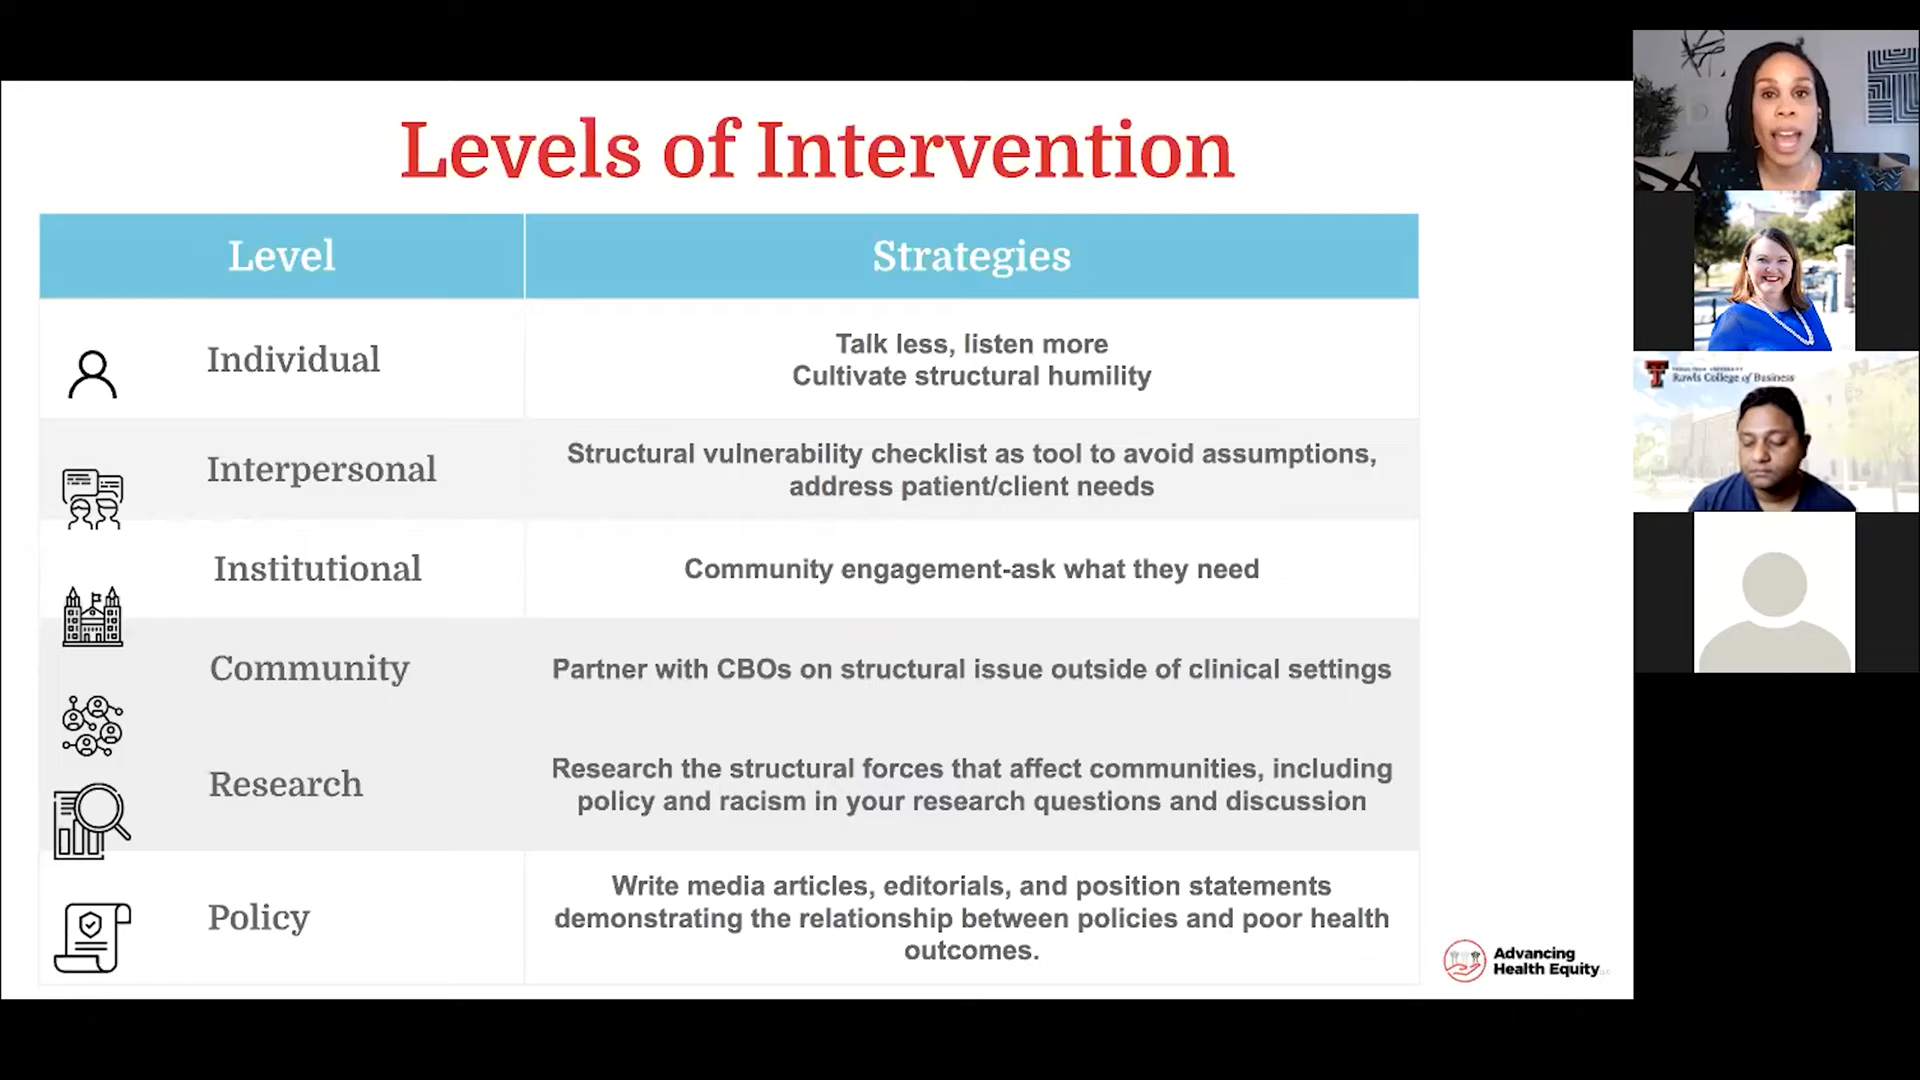 Levels of Intervention
Level
Strategies
Individual
Talk less, listen more
Cultivate structural humility
Interpersonal
Structural vulnerability checklist as tool to avoid assumptions,
address patient/client needs
Institutional
Community engagement-ask what they need
Community
Partner with CBOs on structural issue outside of clinical settings
Research
Research the structural forces that affect communities, including
policy and racism in your research questions and discussion
Policy
Write media articles, editorials, and position statements
demonstrating the relationship between policies and poor health
outcomes.
Advancing
Health Equity
TEXAS TECH UNIVERSITY
Rawls College of Business